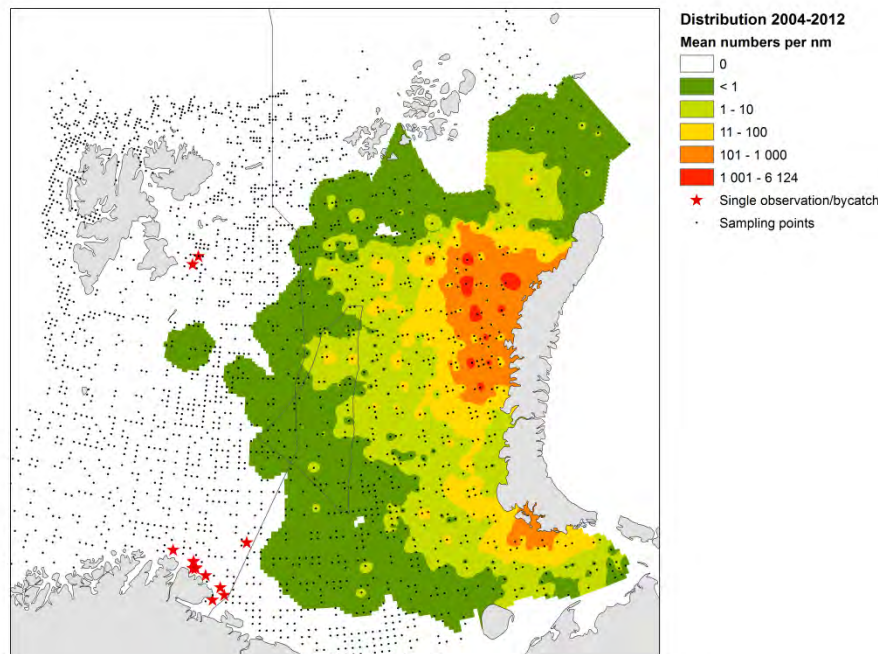 Distribution 2004-2012
Mean numbers per nm
0
< 1
1 - 10
11 - 100
101 - 1 000
1 001 - 6 124
Single observation/bycatch
Sampling points